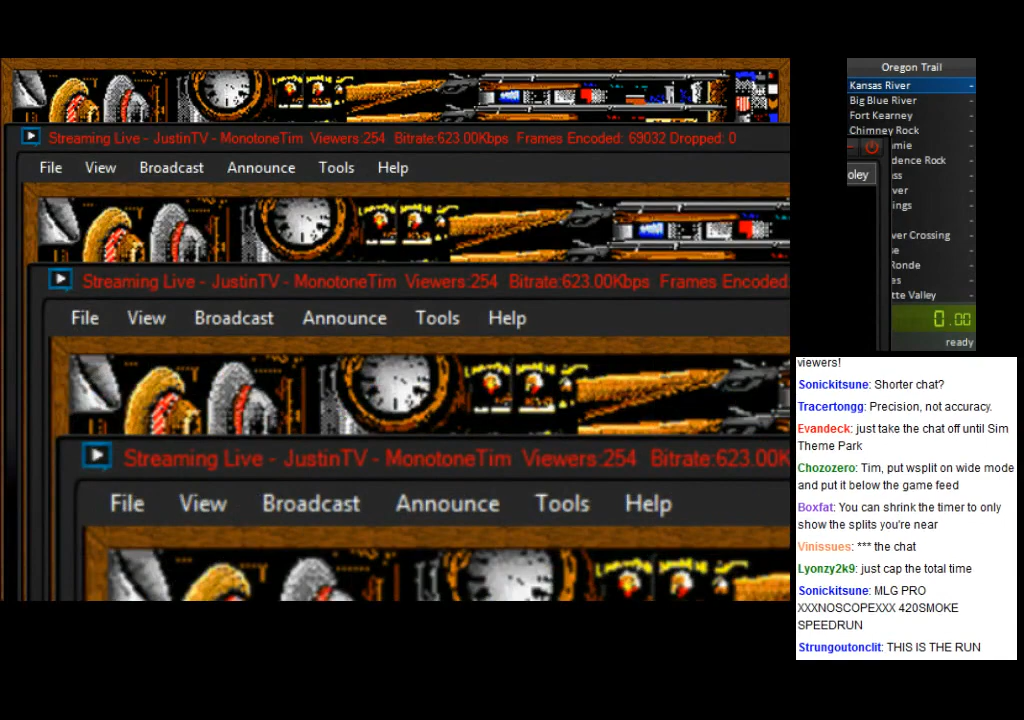 Streaming Live - JustinTV - MonotoneTim Viewers:254 Bitrate:623.00Kbps Frames Encoded: 69032 Dropped: 0
File View Broadcast Announce Tools Help
Streaming Live - JustinTV - MonotoneTim Viewers:254 Bitrate:623.00Kbps Frames Encoded:
File View Broadcast Announce Tools Help
Streaming Live - JustinTV - MonotoneTim Viewers:254 Bitrate:623.00K
File View Broadcast Announce Tools Help
Oregon Trail
Kansas River -
Big Blue River -
Fort Kearney -
Chimney Rock -
mie -
dence Rock -
oley
ss -
ver -
ings -
-
ver Crossing -
se -
Ronde -
es -
tte Valley -
0.00
ready
viewers!
Sonickitsune: Shorter chat?
Tracertongg: Precision, not accuracy.
Evandeck: just take the chat off until Sim
Theme Park
Chozozero: Tim, put wsplit on wide mode
and put it below the game feed
Boxfat: You can shrink the timer to only
show the splits you're near
Vinissues: *** the chat
Lyonzy2k9: just cap the total time
Sonickitsune: MLG PRO
XXXNOSCOPEXXX 420SMOKE
SPEEDRUN
Strungoutonclit: THIS IS THE RUN